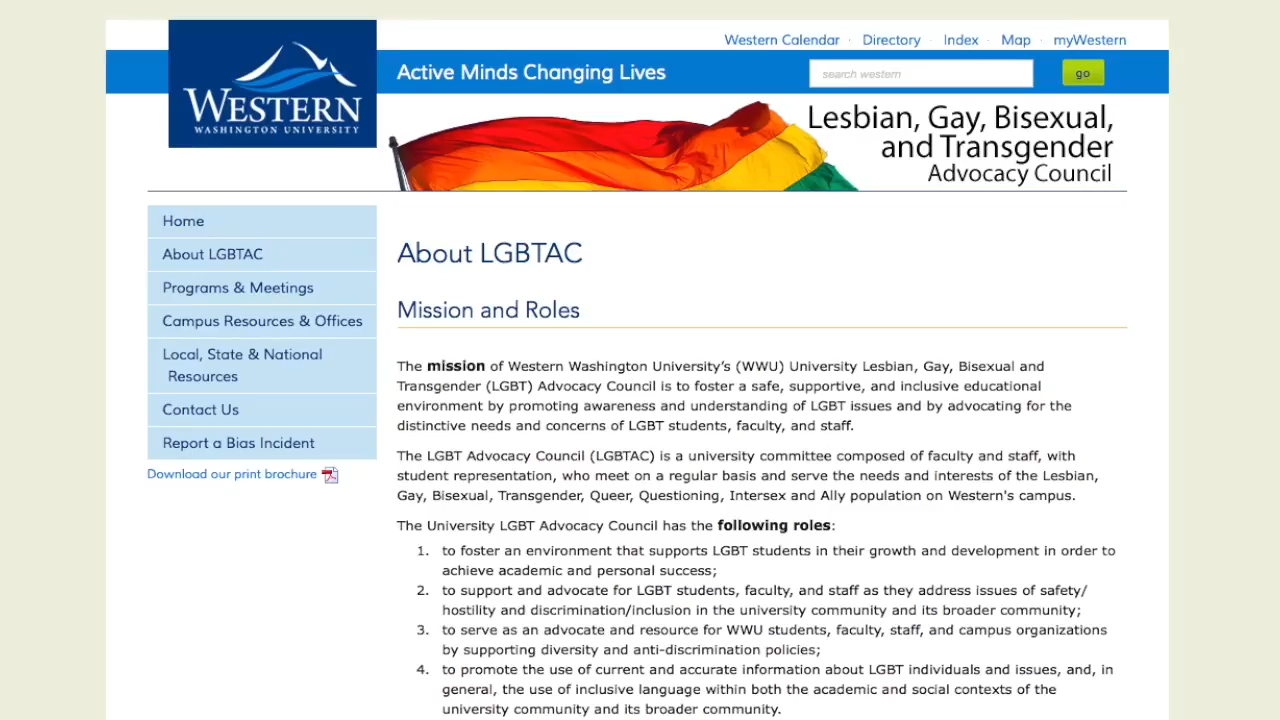 Western Calendar · Directory · Index · Map · myWestern
WESTERN
WASHINGTON UNIVERSITY
Active Minds Changing Lives
search western
go
Lesbian, Gay, Bisexual,
and Transgender
Advocacy Council
Home
About LGBTAC
Programs & Meetings
Campus Resources & Offices
Local, State & National
Resources
Contact Us
Report a Bias Incident
Download our print brochure
About LGBTAC
Mission and Roles
The mission of Western Washington University's (WWU) University Lesbian, Gay, Bisexual and
Transgender (LGBT) Advocacy Council is to foster a safe, supportive, and inclusive educational
environment by promoting awareness and understanding of LGBT issues and by advocating for the
distinctive needs and concerns of LGBT students, faculty, and staff.
The LGBT Advocacy Council (LGBTAC) is a university committee composed of faculty and staff, with
student representation, who meet on a regular basis and serve the needs and interests of the Lesbian,
Gay, Bisexual, Transgender, Queer, Questioning, Intersex and Ally population on Western's campus.
The University LGBT Advocacy Council has the following roles:
1. to foster an environment that supports LGBT students in their growth and development in order to
achieve academic and personal success;
2. to support and advocate for LGBT students, faculty, and staff as they address issues of safety/
hostility and discrimination/inclusion in the university community and its broader community;
3. to serve as an advocate and resource for WWU students, faculty, staff, and campus organizations
by supporting diversity and anti-discrimination policies;
4. to promote the use of current and accurate information about LGBT individuals and issues, and, in
general, the use of inclusive language within both the academic and social contexts of the
university community and its broader community.